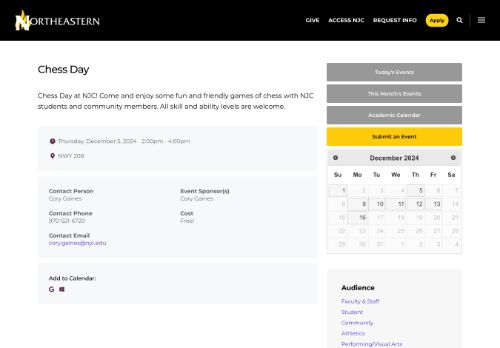 NORTHEASTERN
GIVE ACCESS NJC REQUEST INFO Apply
Chess Day
Chess Day at NJC! Come and enjoy some fun and friendly games of chess with NJC
students and community members. All skill and ability levels are welcome.
Thursday, December 5, 2024 2:00pm - 4:00pm
NWY 209
Contact Person
Cory Gaines
Contact Phone
970-521-6720
Contact Email
cory.gaines@njc.edu
Event Sponsor(s)
Cory Gaines
Cost
Free!
Add to Calendar:
Today's Events
This Month's Events
Academic Calendar
Submit an Event
December 2024
Su Mo Tu We Th Fr Sa
1 2 3 4 5 6 7
8 9 10 11 12 13 14
15 16 17 18 19 20 21
22 23 24 25 26 27 28
29 30 31 1 2 3 4
Audience
Faculty & Staff
Student
Community
Athletics
Performing/Visual Arts